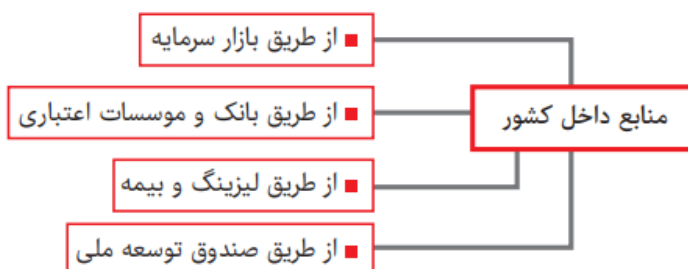 منابع داخل کشور
از طریق بازار سرمایه
از طریق بانک و موسسات اعتباری
از طریق لیزینگ و بیمه
از طریق صندوق توسعه ملی